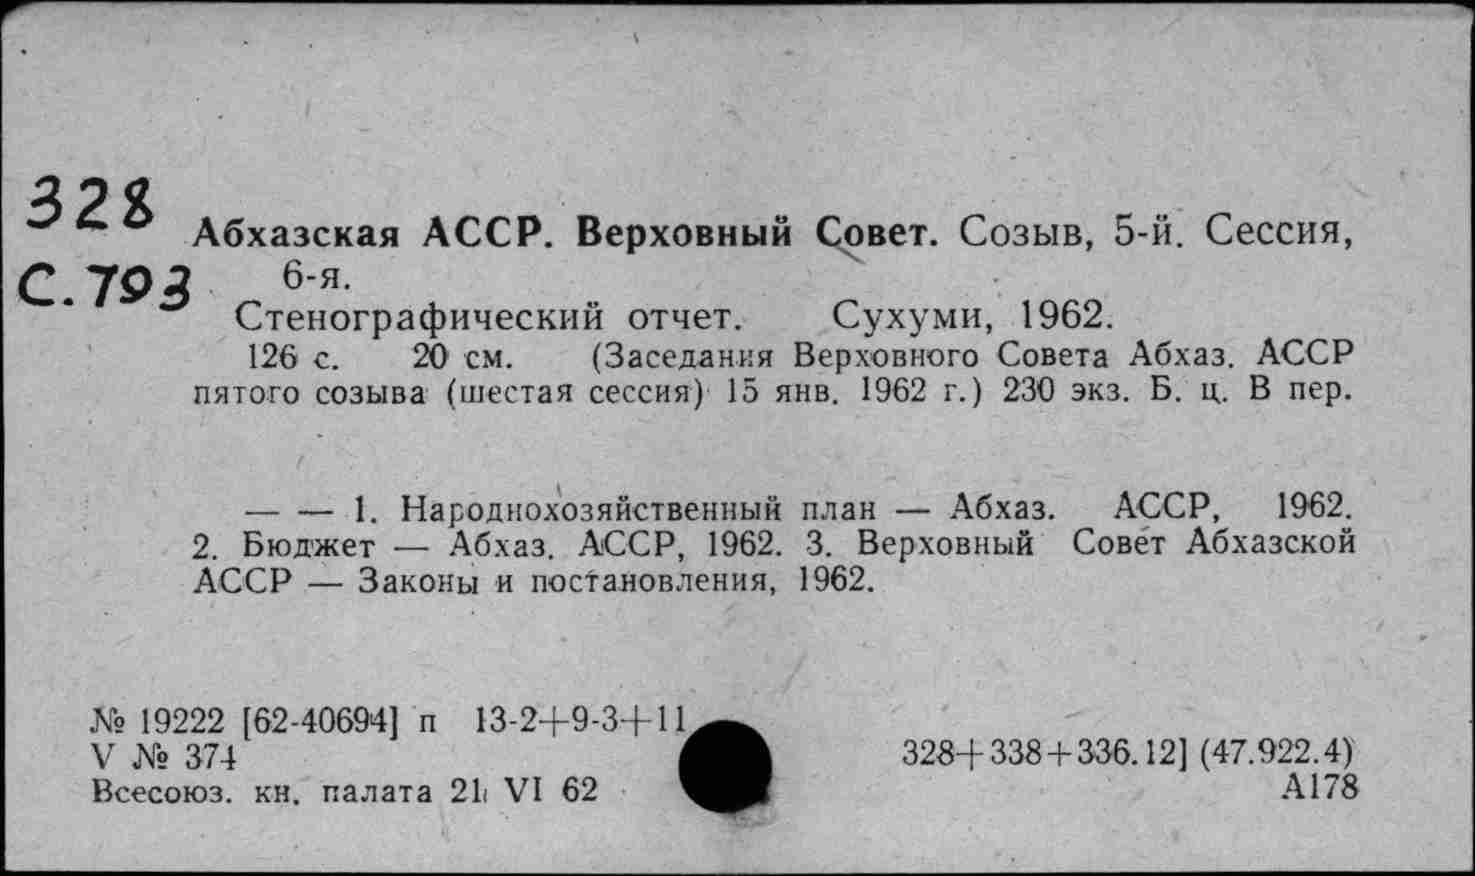 328
Абхазская АССР. Верховный Совет. Созыв, 5-й. Сессия,
С.793 6-я.
Стенографический отчет. Сухуми, 1962.
126 с. 20 см. (Заседания Верховного Совета Абхаз. АССР
пятого созыва (шестая сессия) 15 янв. 1962 г.) 230 экз. Б. ц. В пер.
— — 1. Народнохозяйственный план — Абхаз. АССР, 1962.
2. Бюджет — Абхаз. АССР, 1962. 3. Верховный Совет Абхазской
АССР — Законы и постановления, 1962.
№ 19222 [62-40694] п 13-2+9-3+11
V № 374
328+338+336.12] (47.922.4)
Всесоюз. кн. палата 21 VI 62
А178